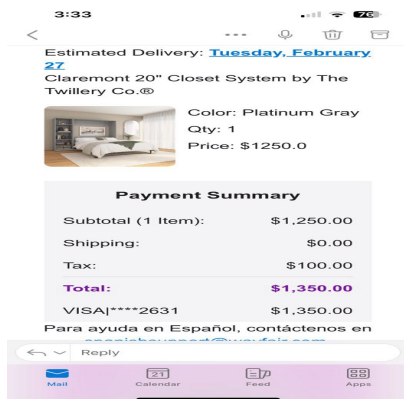 3:33
76
Estimated Delivery: Tuesday, February
27
Claremont 20" Closet System by The
Twillery Co.®
Color: Platinum Gray
Qty: 1
Price: $1250.0
Payment Summary
Subtotal (1 Item): $1,250.00
Shipping: $0.00
Tax: $100.00
Total: $1,350.00
VISA|****2631 $1,350.00
Para ayuda en Español, contáctenos en
Reply
21
Mail Calendar Feed Apps